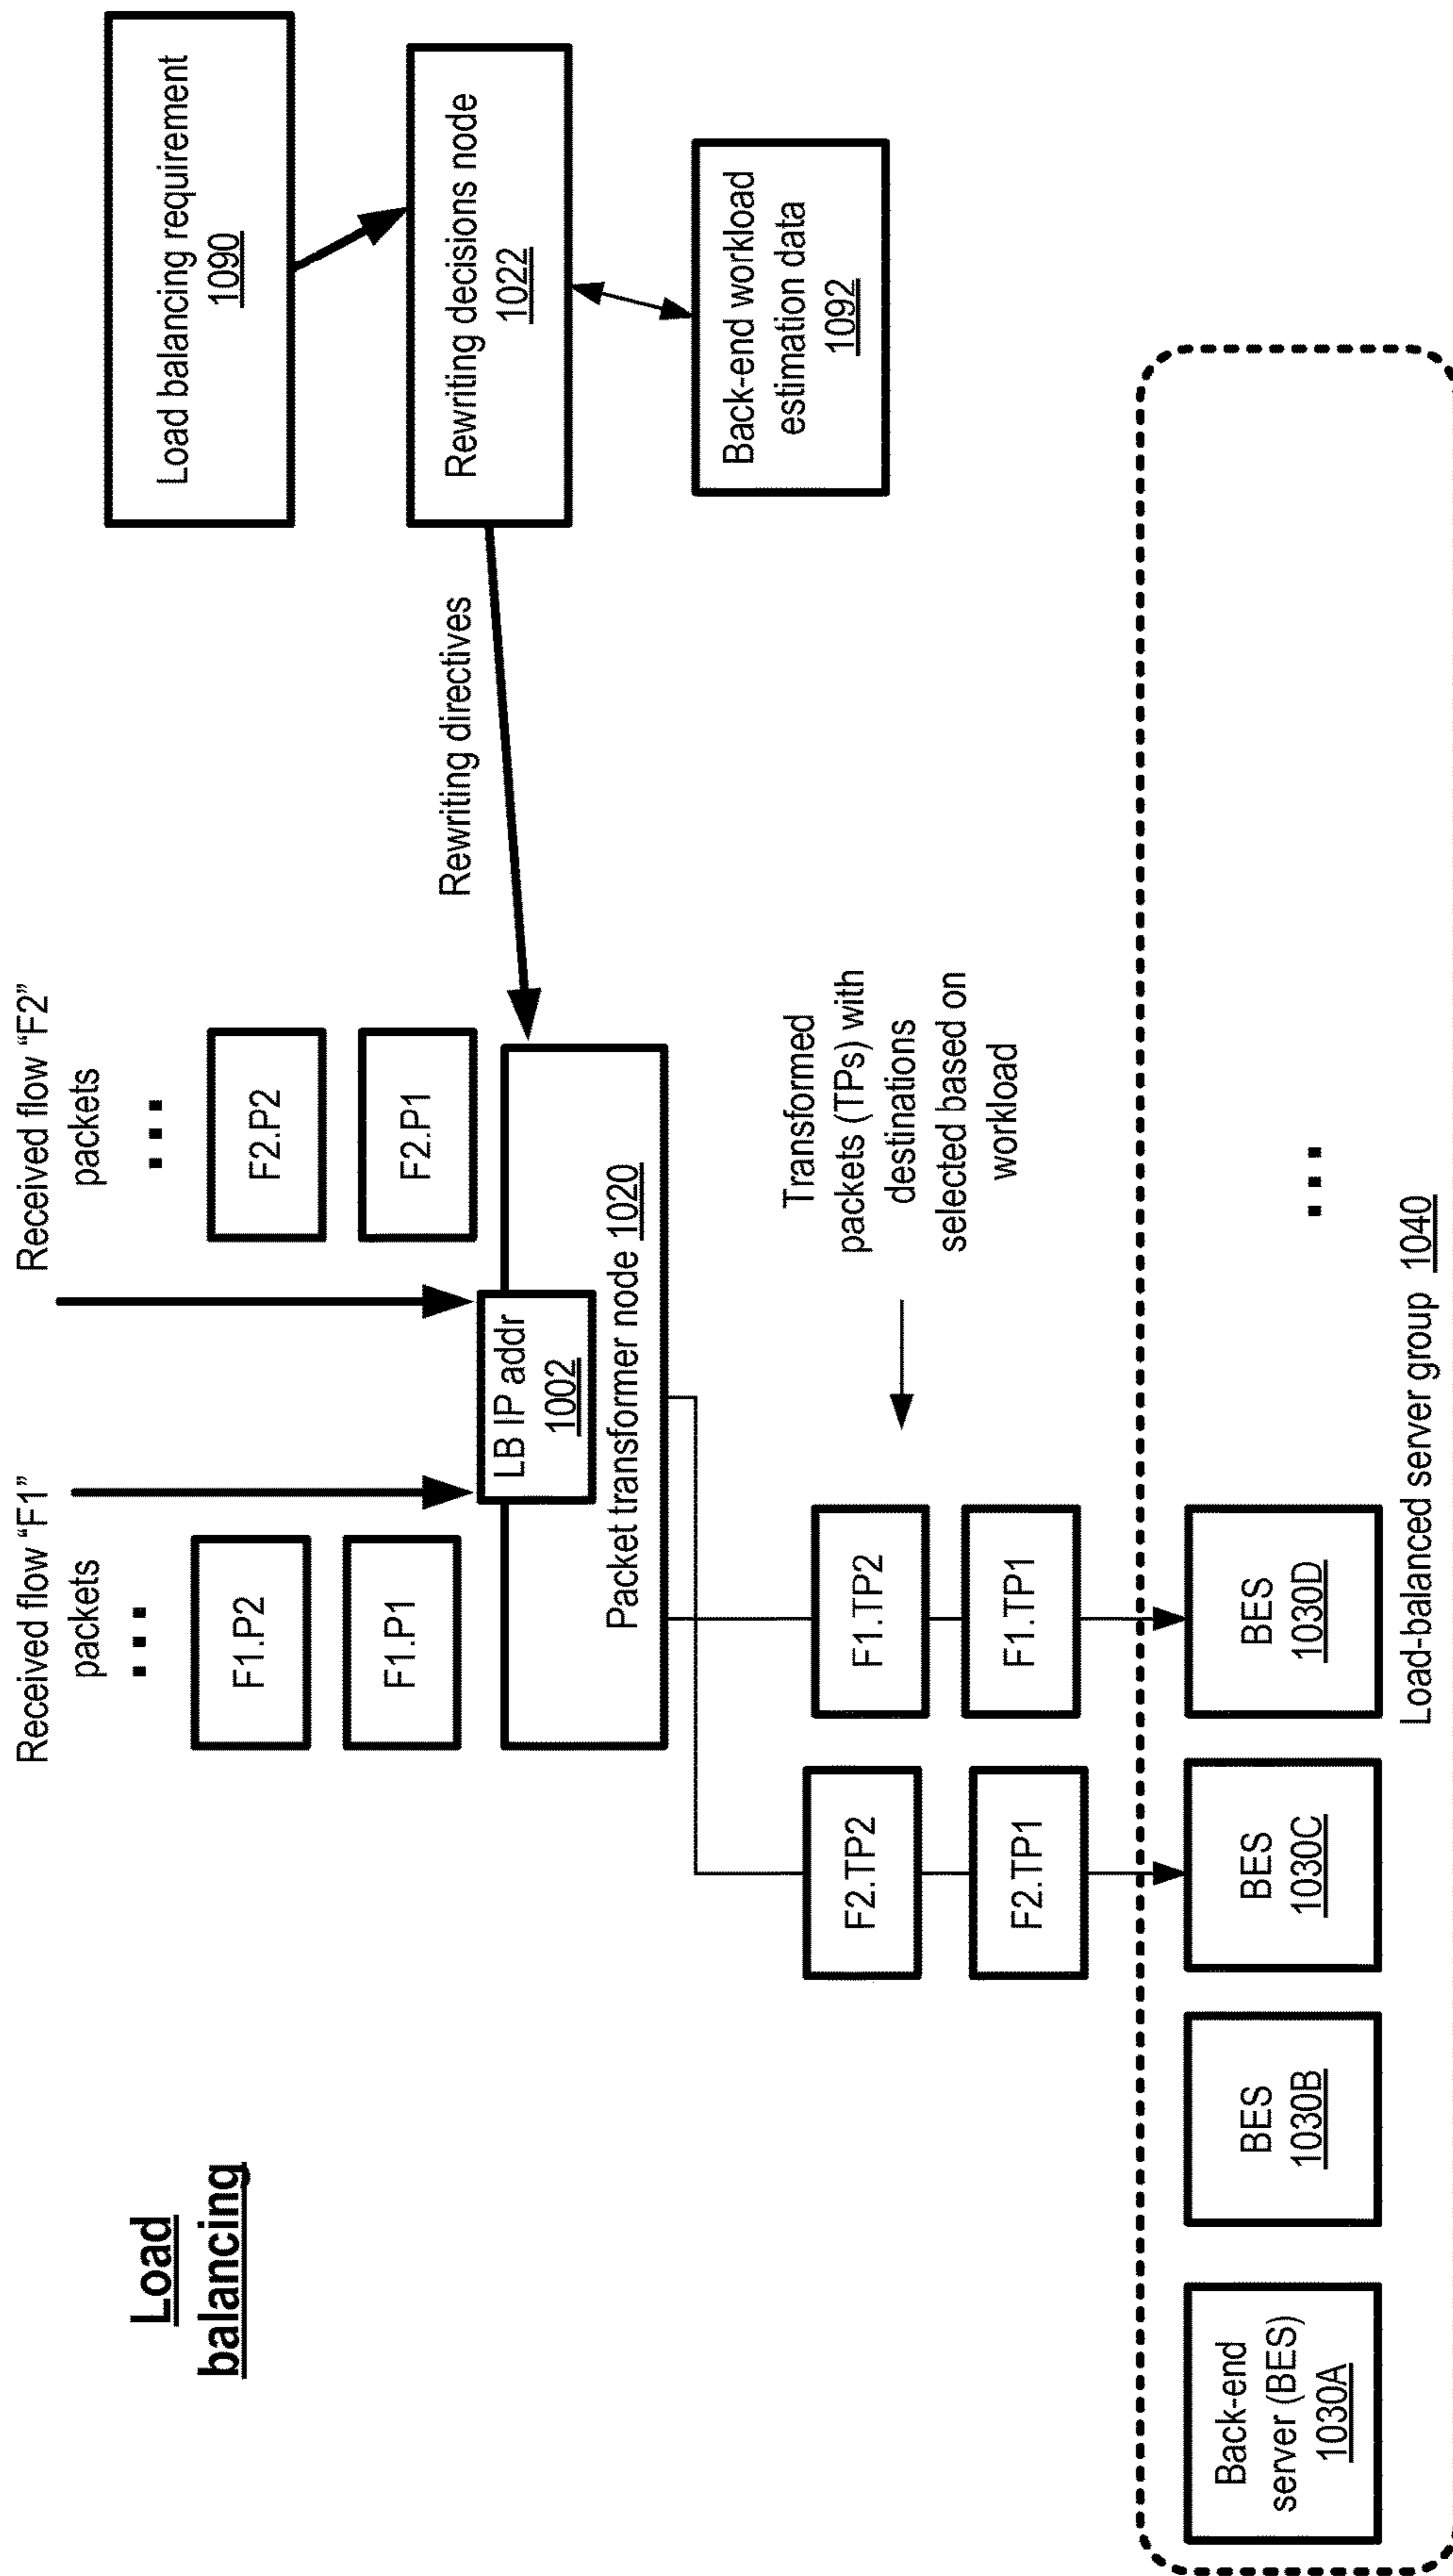 Load
balancing
Received flow “F1”
packets
...
F1.P2
F1.P1
Received flow “F2”
packets
...
F2.P2
F2.P1
LB IP addr
1002
Packet transformer node 1020
Rewriting directives
Load balancing requirement
1090
Rewriting decisions node
1022
Back-end workload
estimation data
1092
F2.TP2
F2.TP1
F1.TP2
F1.TP1
Transformed
packets (TPs) with
destinations
selected based on
workload
Back-end
server (BES)
1030A
BES
1030B
BES
1030C
BES
1030D
...
Load-balanced server group 1040